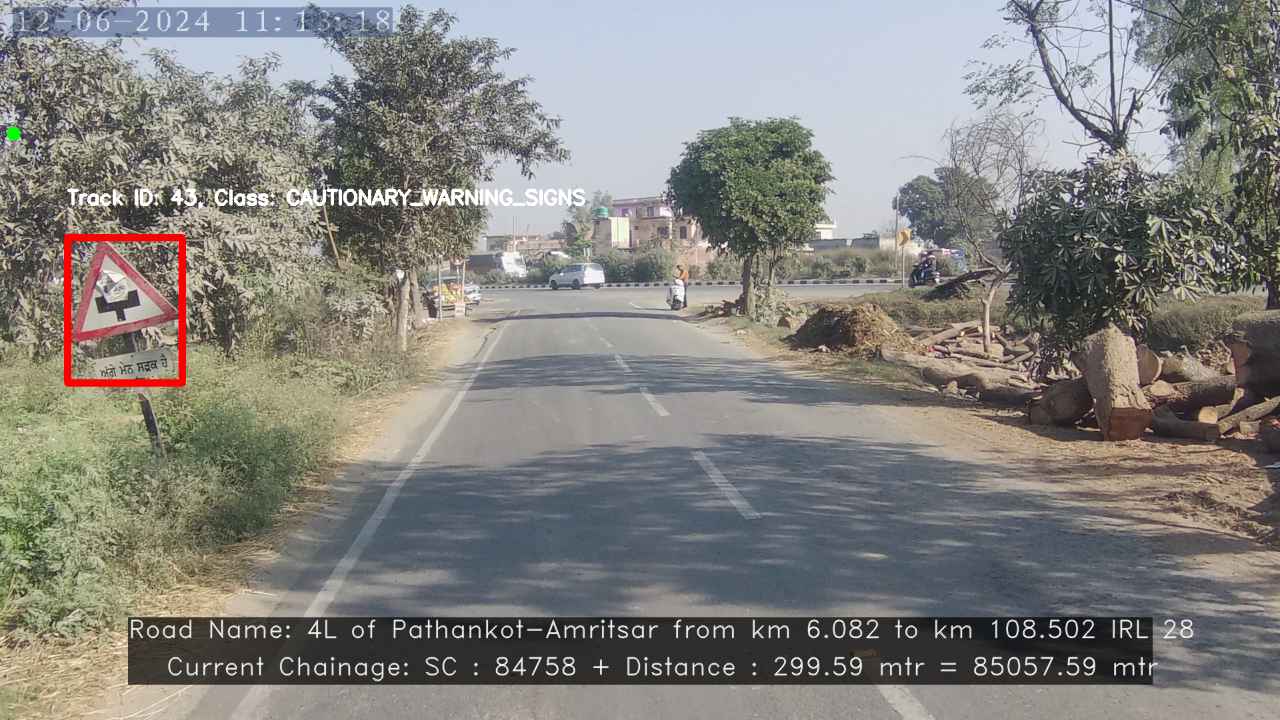 12-06-2024 11:13:18
Track ID: 43, Class: CAUTIONARY_WARNING_SIGNS
ਅੱਗੇ ਮੇਨ ਸੜਕ ਹੈ
Road Name: 4L of Pathankot-Amritsar from km 6.082 to km 108.502 IRL 28
Current Chainage: SC : 84758 + Distance : 299.59 mtr = 85057.59 mtr